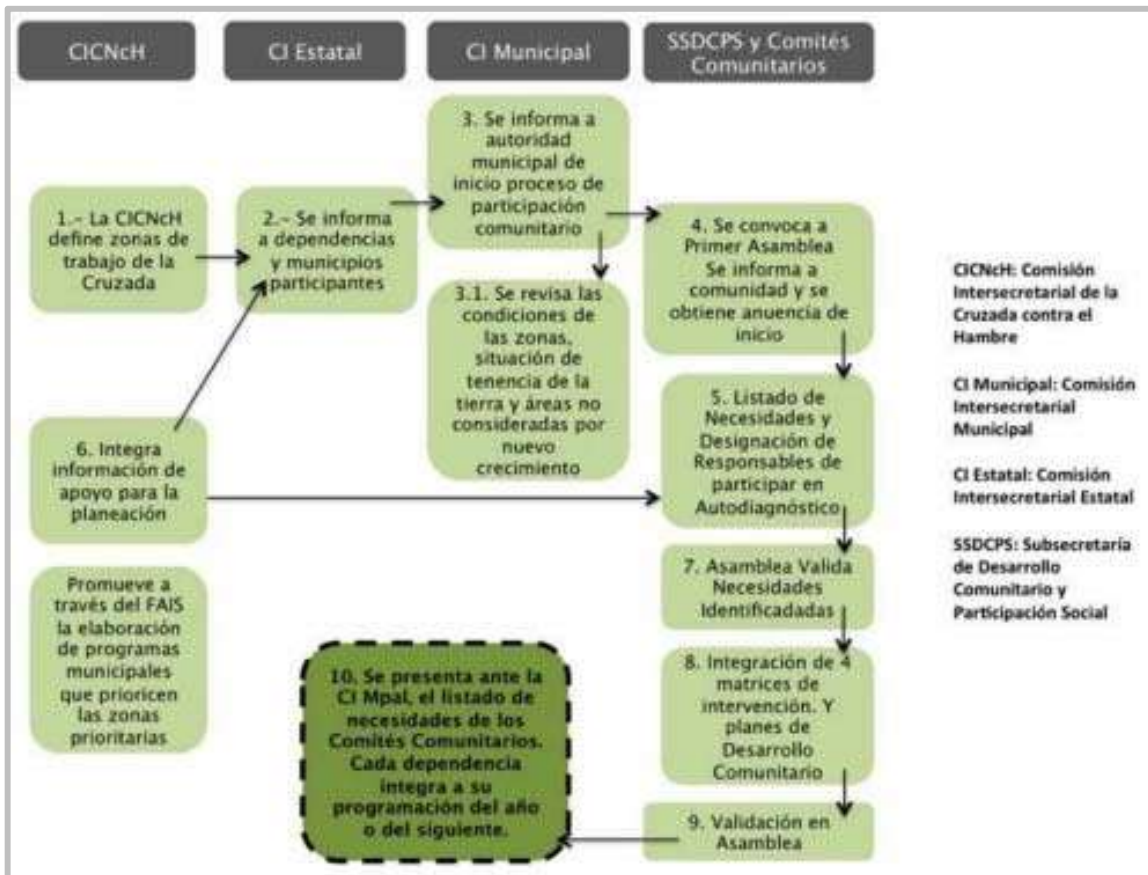 CICNcH
CI Estatal
CI Municipal
SSDCPS y Comités
Comunitarios
1.- La CICNcH
define zonas de
trabajo de la
Cruzada
2.- Se informa
a dependencias
y municipios
participantes
3. Se informa a
autoridad
municipal de
inicio proceso de
participación
comunitario
3.1. Se revisa las
condiciones de
las zonas,
situación de
tenencia de la
tierra y áreas no
consideradas por
nuevo
crecimiento
4. Se convoca a
Primer Asamblea
Se informa a
comunidad y se
obtiene anuencia de
inicio
5. Listado de
Necesidades y
Designación de
Responsables de
participar en
Autodiagnóstico
6. Integra
información de
apoyo para la
planeación
Promueve a
través del FAIS
la elaboración
de programas
municipales
que prioricen
las zonas
prioritarias
7. Asamblea Valida
Necesidades
Identificadadas
8. Integración de 4
matrices de
intervención. Y
planes de
Desarrollo
Comunitario
9. Validación en
Asamblea
10. Se presenta ante la
CI Mpal, el listado de
necesidades de los
Comités Comunitarios.
Cada dependencia
integra a su
programación del año
o del siguiente.
CICNcH: Comisión
Intersecretarial de la
Cruzada contra el
Hambre
CI Municipal: Comisión
Intersecretarial
Municipal
CI Estatal: Comisión
Intersecretarial Estatal
SSDCPS: Subsecretaría
de Desarrollo
Comunitario y
Participación Social